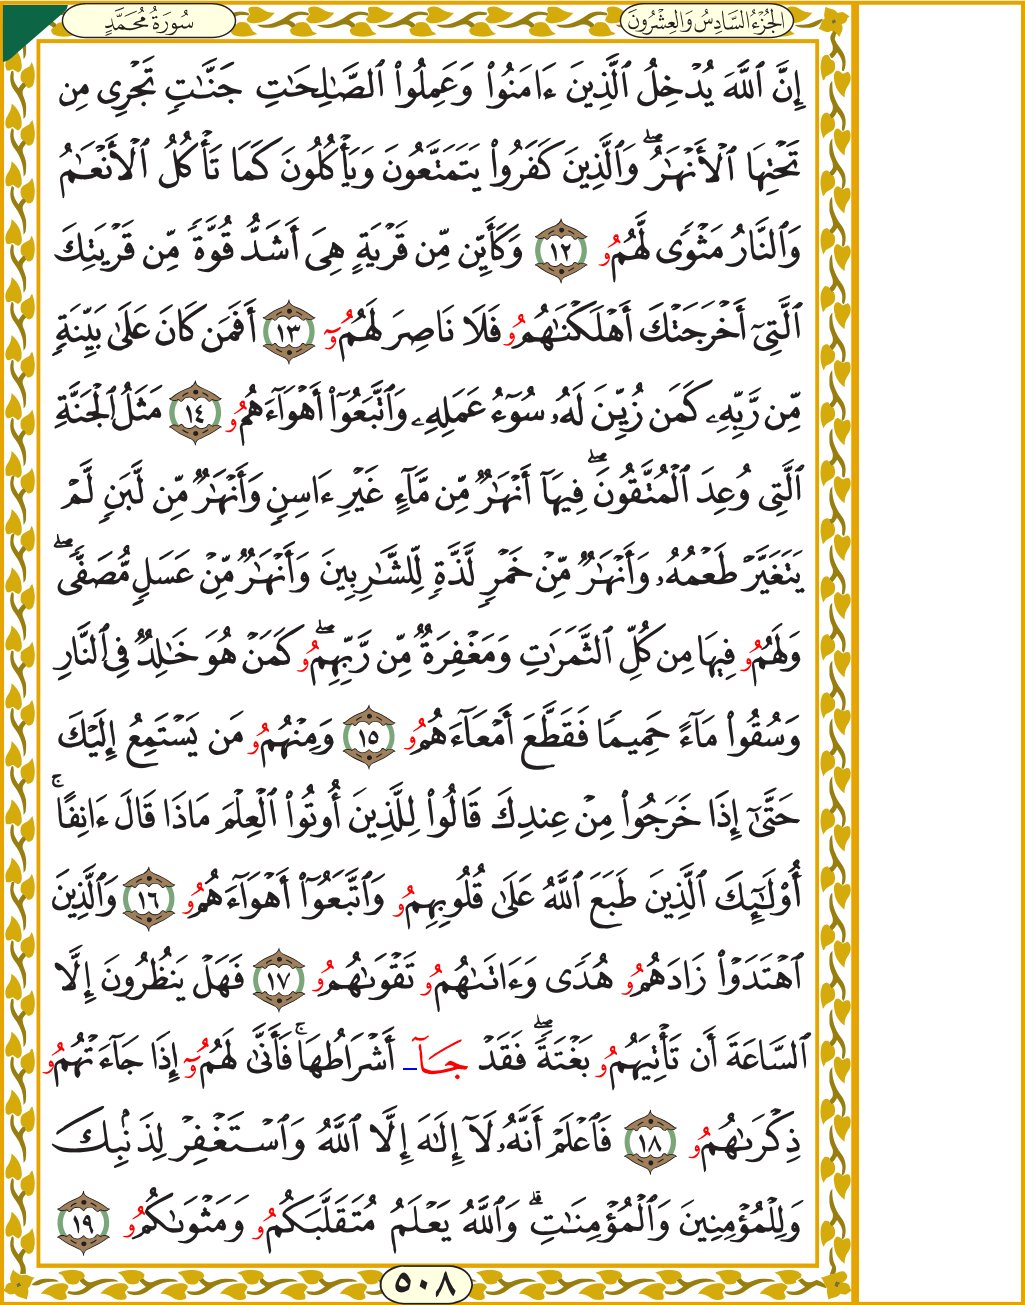 الجُزْءُ السَّادِسُ وَالعِشْرُونَ
سُورَةُ مُحَمَّدٍ
إِنَّ ٱللَّهَ يُدۡخِلُ ٱلَّذِينَ ءَامَنُواْ وَعَمِلُواْ ٱلصَّٰلِحَٰتِ جَنَّٰتٖ تَجۡرِي مِن
تَحۡتِهَا ٱلۡأَنۡهَٰرُۖ وَٱلَّذِينَ كَفَرُواْ يَتَمَتَّعُونَ وَيَأۡكُلُونَ كَمَا تَأۡكُلُ ٱلۡأَنۡعَٰمُ
وَٱلنَّارُ مَثۡوٗى لَّهُمُۥ ١٢ وَكَأَيِّن مِّن قَرۡيَةٍ هِيَ أَشَدُّ قُوَّةٗ مِّن قَرۡيَتِكَ
ٱلَّتِيٓ أَخۡرَجَتۡكَ أَهۡلَكۡنَٰهُمُۥ فَلَا نَاصِرَ لَهُمُۥٓ ١٣ أَفَمَن كَانَ عَلَىٰ بَيِّنَةٖ
مِّن رَّبِّهِۦ كَمَن زُيِّنَ لَهُۥ سُوٓءُ عَمَلِهِۦ وَٱتَّبَعُوٓاْ أَهۡوَآءَهُمُۥ ١٤ مَثَلُ ٱلۡجَنَّةِ
ٱلَّتِي وُعِدَ ٱلۡمُتَّقُونَۖ فِيهَآ أَنۡهَٰرٞ مِّن مَّآءٍ غَيۡرِ ءَاسِنٖ وَأَنۡهَٰرٞ مِّن لَّبَنٖ لَّمۡ
يَتَغَيَّرۡ طَعۡمُهُۥ وَأَنۡهَٰرٞ مِّنۡ خَمۡرٖ لَّذَّةٖ لِّلشَّٰرِبِينَ وَأَنۡهَٰرٞ مِّنۡ عَسَلٖ مُّصَفّٗىۖ
وَلَهُمُۥ فِيهَا مِن كُلِّ ٱلثَّمَرَٰتِ وَمَغۡفِرَةٞ مِّن رَّبِّهِمُۥۖ كَمَنۡ هُوَ خَٰلِدٞ فِي ٱلنَّارِ
وَسُقُواْ مَآءً حَمِيمٗا فَقَطَّعَ أَمۡعَآءَهُمُۥ ١٥ وَمِنۡهُمُۥ مَن يَسۡتَمِعُ إِلَيۡكَ
حَتَّىٰٓ إِذَا خَرَجُواْ مِنۡ عِندِكَ قَالُواْ لِلَّذِينَ أُوتُواْ ٱلۡعِلۡمَ مَاذَا قَالَ ءَانِفًاۚ
أُوْلَٰٓئِكَ ٱلَّذِينَ طَبَعَ ٱللَّهُ عَلَىٰ قُلُوبِهِمُۥ وَٱتَّبَعُوٓاْ أَهۡوَآءَهُمُۥ ١٦ وَٱلَّذِينَ
ٱهۡتَدَوۡاْ زَادَهُمُۥ هُدٗى وَءَاتَىٰهُمُۥ تَقۡوَىٰهُمُۥ ١٧ فَهَلۡ يَنظُرُونَ إِلَّا
ٱلسَّاعَةَ أَن تَأۡتِيَهُمُۥ بَغۡتَةٗۖ فَقَدۡ جَآ أَشۡرَاطُهَاۚ فَأَنَّىٰ لَهُمُۥٓ إِذَا جَآءَتۡهُمُۥ
ذِكۡرَىٰهُمُۥ ١٨ فَٱعۡلَمۡ أَنَّهُۥ لَآ إِلَٰهَ إِلَّا ٱللَّهُ وَٱسۡتَغۡفِرۡ لِذَنۢبِكَ
وَلِلۡمُؤۡمِنِينَ وَٱلۡمُؤۡمِنَٰتِۗ وَٱللَّهُ يَعۡلَمُ مُتَقَلَّبَكُمُۥ وَمَثۡوَىٰكُمُۥ ١٩
٥٠٨